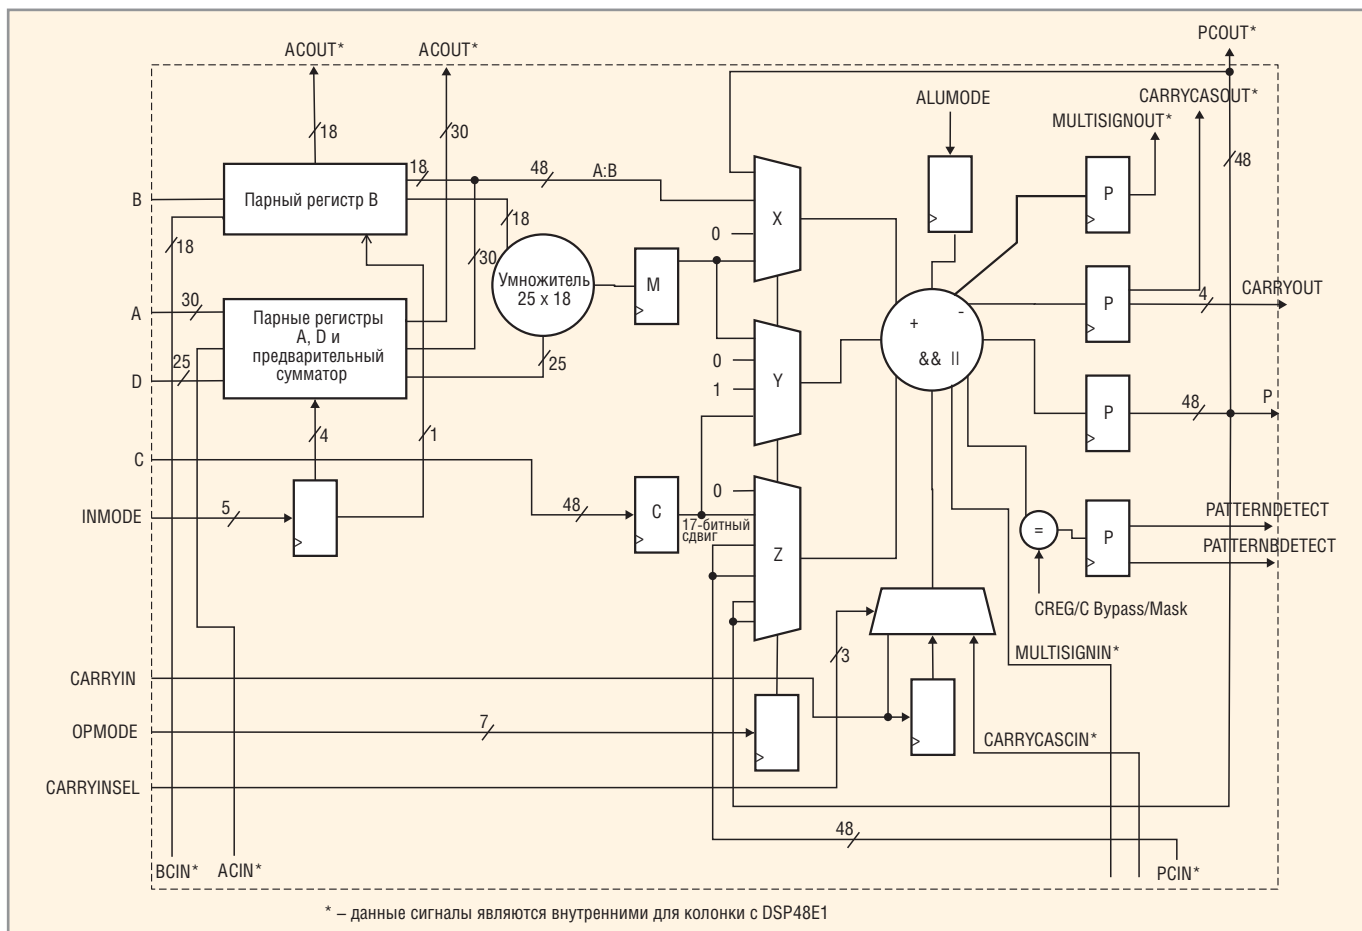 PCOUT*
ACOUT*
ACOUT*
CARRYCASOUT*
ALUMODE
MULTISIGNOUT*
18
30
48
18
48
A:B
P
B
Парный регистр B
18
X
0
18
30
Умножитель
25 x 18
M
P
CARRYOUT
4
A
30
Парные регистры
A, D и
предварительный
сумматор
+
-
&& ||
D
25
25
0
Y
1
P
48
P
4
1
C
INMODE
5
48
C
0
17-битный
сдвиг
Z
=
P
PATTERNDETECT
PATTERNBDETECT
CREG/C Bypass/Mask
3
MULTISIGNIN*
CARRYIN
OPMODE
7
CARRYCASCIN*
CARRYINSEL
48
BCIN*
ACIN*
PCIN*
* – данные сигналы являются внутренними для колонки с DSP48E1